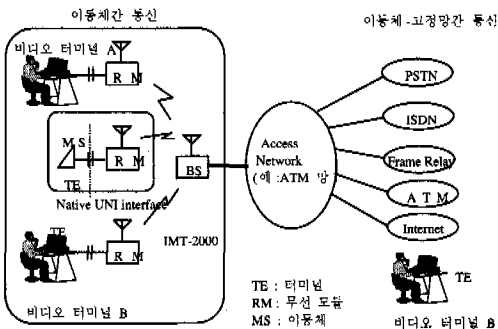 이동체간 통신
이동체 -고정망간 통신
비디오 터미널 A
R M
PSTN
ISDN
M S
R M
TE
Native UNI interface
BS
Access
Network
(예 :ATM 망
Frame Relay
A T M
Internet
TE
R M
IMT-2000
비디오 터미널 B
TE : 터미널
RM : 무선 모듈
MS : 이동체
TE
비디오 터미널 B